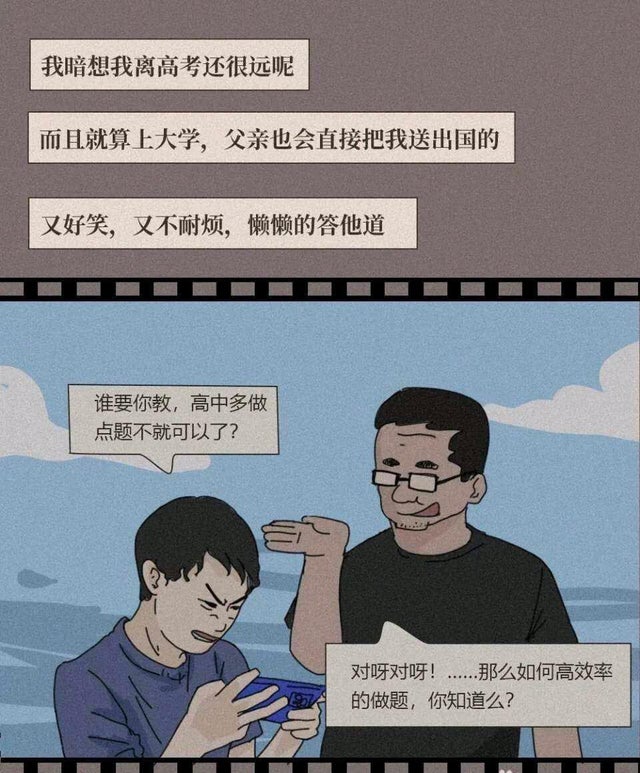 我暗想我离高考还很远呢
而且就算上大学，父亲也会直接把我送出国的
又好笑，又不耐烦，懒懒的答他道
谁要你教，高中多做
点题不就可以了？
对呀对呀！……那么如何高效率
的做题，你知道么？